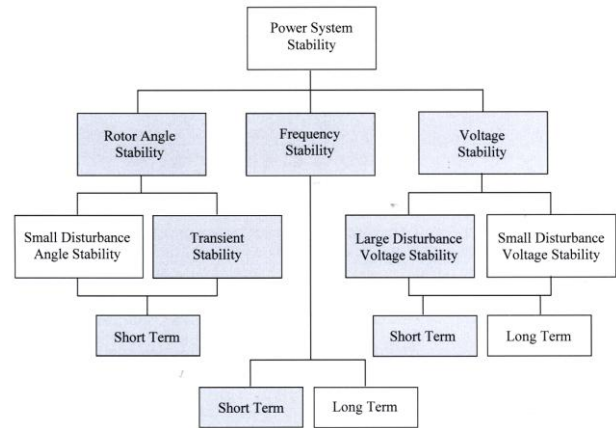 Power System
Stability
Rotor Angle
Stability
Frequency
Stability
Voltage
Stability
Small Disturbance
Angle Stability
Transient
Stability
Large Disturbance
Voltage Stability
Small Disturbance
Voltage Stability
Short Term
Short Term
Long Term
Short Term
Long Term